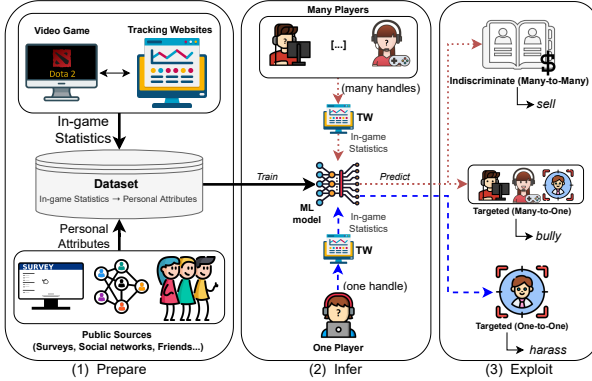 Video Game
Tracking Websites
Dota 2
In-game
Statistics
Dataset
In-game Statistics → Personal Attributes
Personal
Attributes
SURVEY
Public Sources
(Surveys, Social networks, Friends...)
(1) Prepare
Many Players
[...]
(many handles)
TW
In-game
Statistics
Train
ML
model
Predict
In-game
Statistics
TW
(one handle)
One Player
(2) Infer
$
Indiscriminate (Many-to-Many)
sell
Targeted (Many-to-One)
bully
Targeted (One-to-One)
harass
(3) Exploit